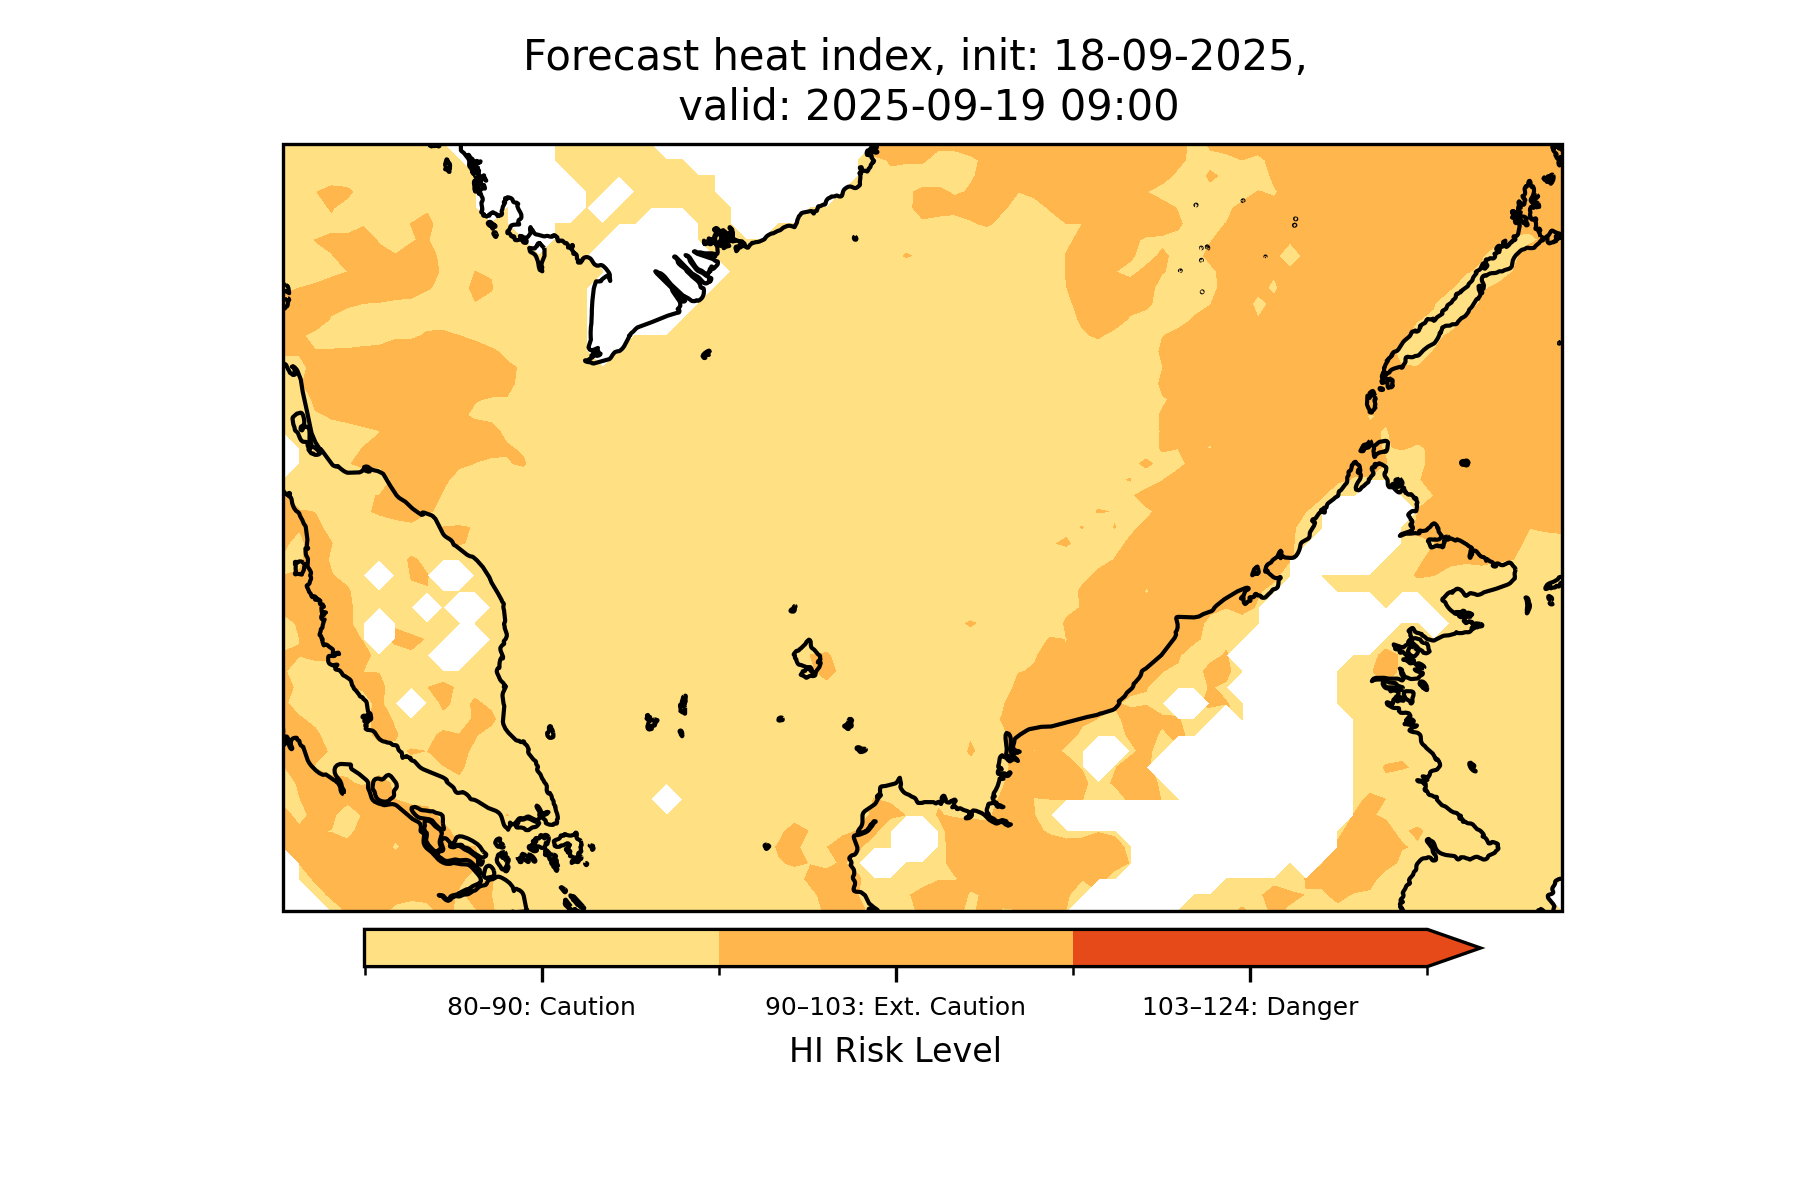 Forecast heat index, init: 18-09-2025,
valid: 2025-09-19 09:00
80–90: Caution
90–103: Ext. Caution
103–124: Danger
HI Risk Level